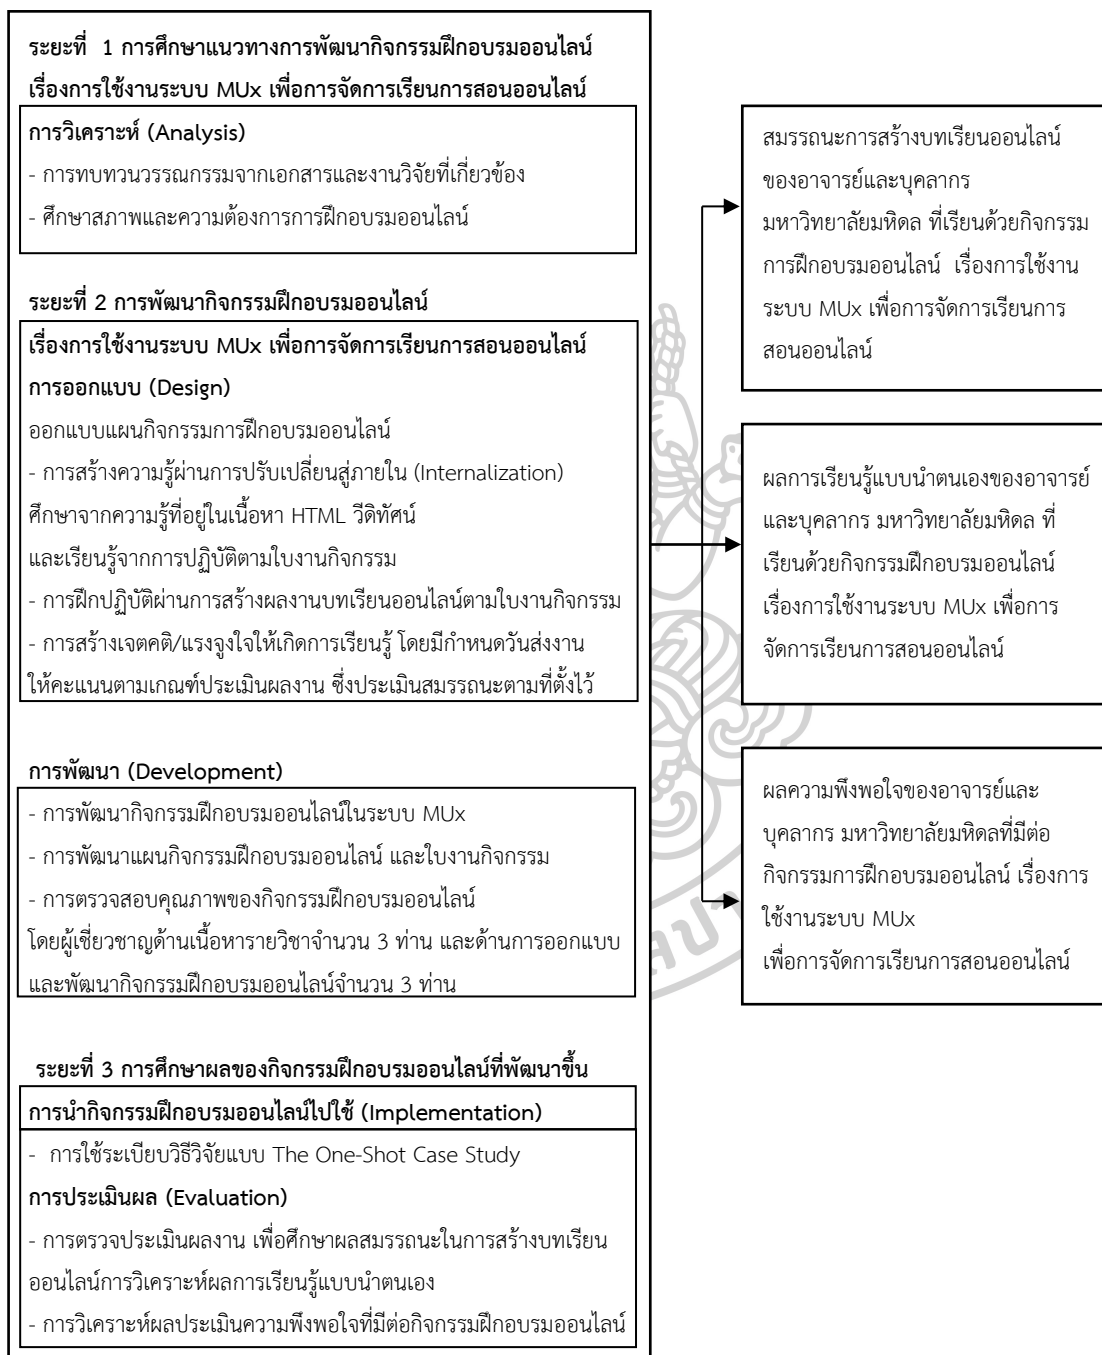 ระยะที่  1 การศึกษาแนวทางการพัฒนากิจกรรมฝึกอบรมออนไลน์
เรื่องการใช้งานระบบ MUx เพื่อการจัดการเรียนการสอนออนไลน์
การวิเคราะห์ (Analysis)
- การทบทวนวรรณกรรมจากเอกสารและงานวิจัยที่เกี่ยวข้อง
- ศึกษาสภาพและความต้องการการฝึกอบรมออนไลน์
ระยะที่ 2 การพัฒนากิจกรรมฝึกอบรมออนไลน์
เรื่องการใช้งานระบบ MUx เพื่อการจัดการเรียนการสอนออนไลน์
การออกแบบ (Design)
ออกแบบแผนกิจกรรมการฝึกอบรมออนไลน์
- การสร้างความรู้ผ่านการปรับเปลี่ยนสู่ภายใน (Internalization)
ศึกษาจากความรู้ที่อยู่ในเนื้อหา HTML วีดิทัศน์
และเรียนรู้จากการปฏิบัติตามใบงานกิจกรรม
- การฝึกปฏิบัติผ่านการสร้างผลงานบทเรียนออนไลน์ตามใบงานกิจกรรม
- การสร้างเจตคติ/แรงจูงใจให้เกิดการเรียนรู้ โดยมีกำหนดวันส่งงาน
ให้คะแนนตามเกณฑ์ประเมินผลงาน ซึ่งประเมินสมรรถนะตามที่ตั้งไว้
การพัฒนา (Development)
- การพัฒนากิจกรรมฝึกอบรมออนไลน์ในระบบ MUx
- การพัฒนาแผนกิจกรรมฝึกอบรมออนไลน์ และใบงานกิจกรรม
- การตรวจสอบคุณภาพของกิจกรรมฝึกอบรมออนไลน์
โดยผู้เชี่ยวชาญด้านเนื้อหารายวิชาจำนวน 3 ท่าน และด้านการออกแบบ
และพัฒนากิจกรรมฝึกอบรมออนไลน์จำนวน 3 ท่าน
ระยะที่ 3 การศึกษาผลของกิจกรรมฝึกอบรมออนไลน์ที่พัฒนาขึ้น
การนำกิจกรรมฝึกอบรมออนไลน์ไปใช้ (Implementation)
-  การใช้ระเบียบวิธีวิจัยแบบ The One-Shot Case Study
การประเมินผล (Evaluation)
- การตรวจประเมินผลงาน เพื่อศึกษาผลสมรรถนะในการสร้างบทเรียน
ออนไลน์การวิเคราะห์ผลการเรียนรู้แบบนำตนเอง
- การวิเคราะห์ผลประเมินความพึงพอใจที่มีต่อกิจกรรมฝึกอบรมออนไลน์
สมรรถนะการสร้างบทเรียนออนไลน์
ของอาจารย์และบุคลากร
มหาวิทยาลัยมหิดล ที่เรียนด้วยกิจกรรม
การฝึกอบรมออนไลน์  เรื่องการใช้งาน
ระบบ MUx เพื่อการจัดการเรียนการ
สอนออนไลน์
ผลการเรียนรู้แบบนำตนเองของอาจารย์
และบุคลากร มหาวิทยาลัยมหิดล ที่
เรียนด้วยกิจกรรมฝึกอบรมออนไลน์
เรื่องการใช้งานระบบ MUx เพื่อการ
จัดการเรียนการสอนออนไลน์
ผลความพึงพอใจของอาจารย์และ
บุคลากร มหาวิทยาลัยมหิดลที่มีต่อ
กิจกรรมการฝึกอบรมออนไลน์ เรื่องการ
ใช้งานระบบ MUx
เพื่อการจัดการเรียนการสอนออนไลน์